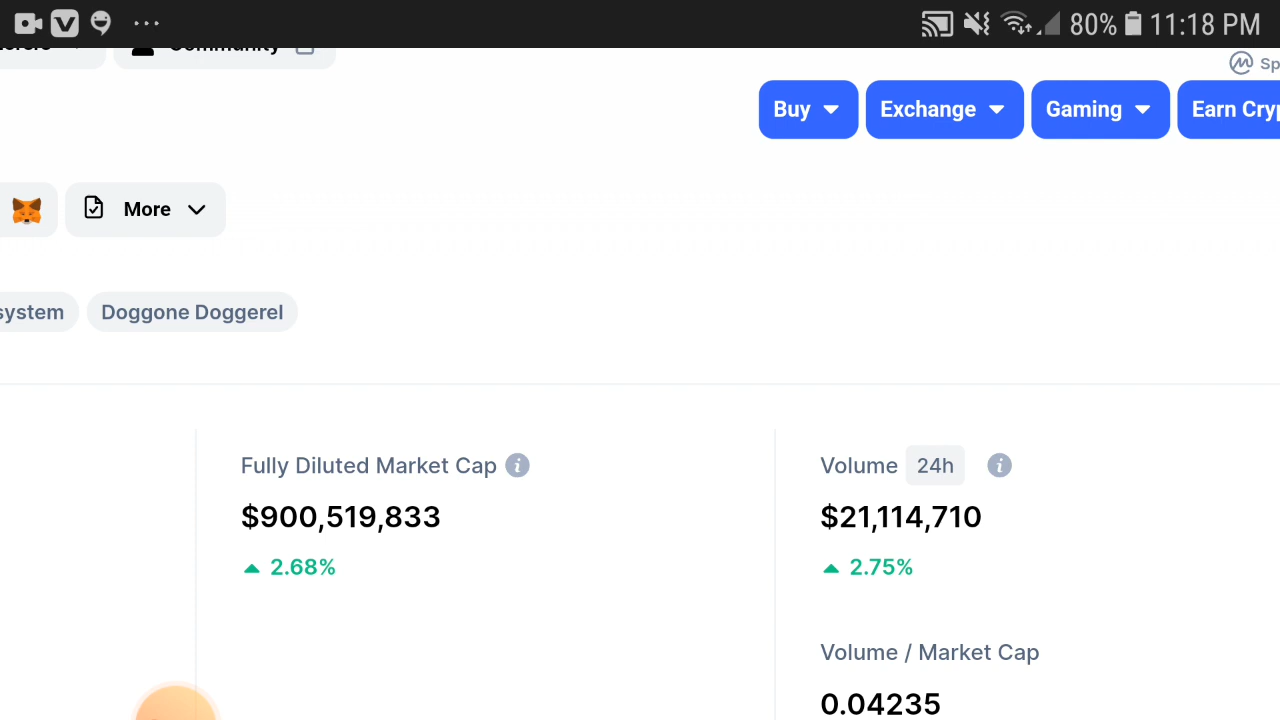 80% 11:18 PM
Community
Sp
Buy Exchange Gaming Earn Cryp
More
system Doggone Doggerel
Fully Diluted Market Cap Volume 24h
$900,519,833 $21,114,710
2.68% 2.75%
Volume / Market Cap
0.04235